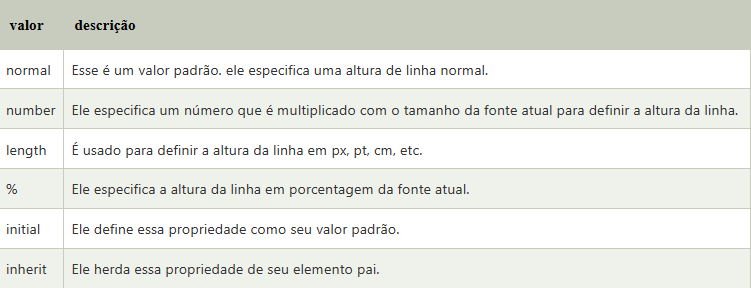 valor descrição
normal Esse é um valor padrão. ele especifica uma altura de linha normal.
number Ele especifica um número que é multiplicado com o tamanho da fonte atual para definir a altura da linha.
length É usado para definir a altura da linha em px, pt, cm, etc.
% Ele especifica a altura da linha em porcentagem da fonte atual.
initial Ele define essa propriedade como seu valor padrão.
inherit Ele herda essa propriedade de seu elemento pai.